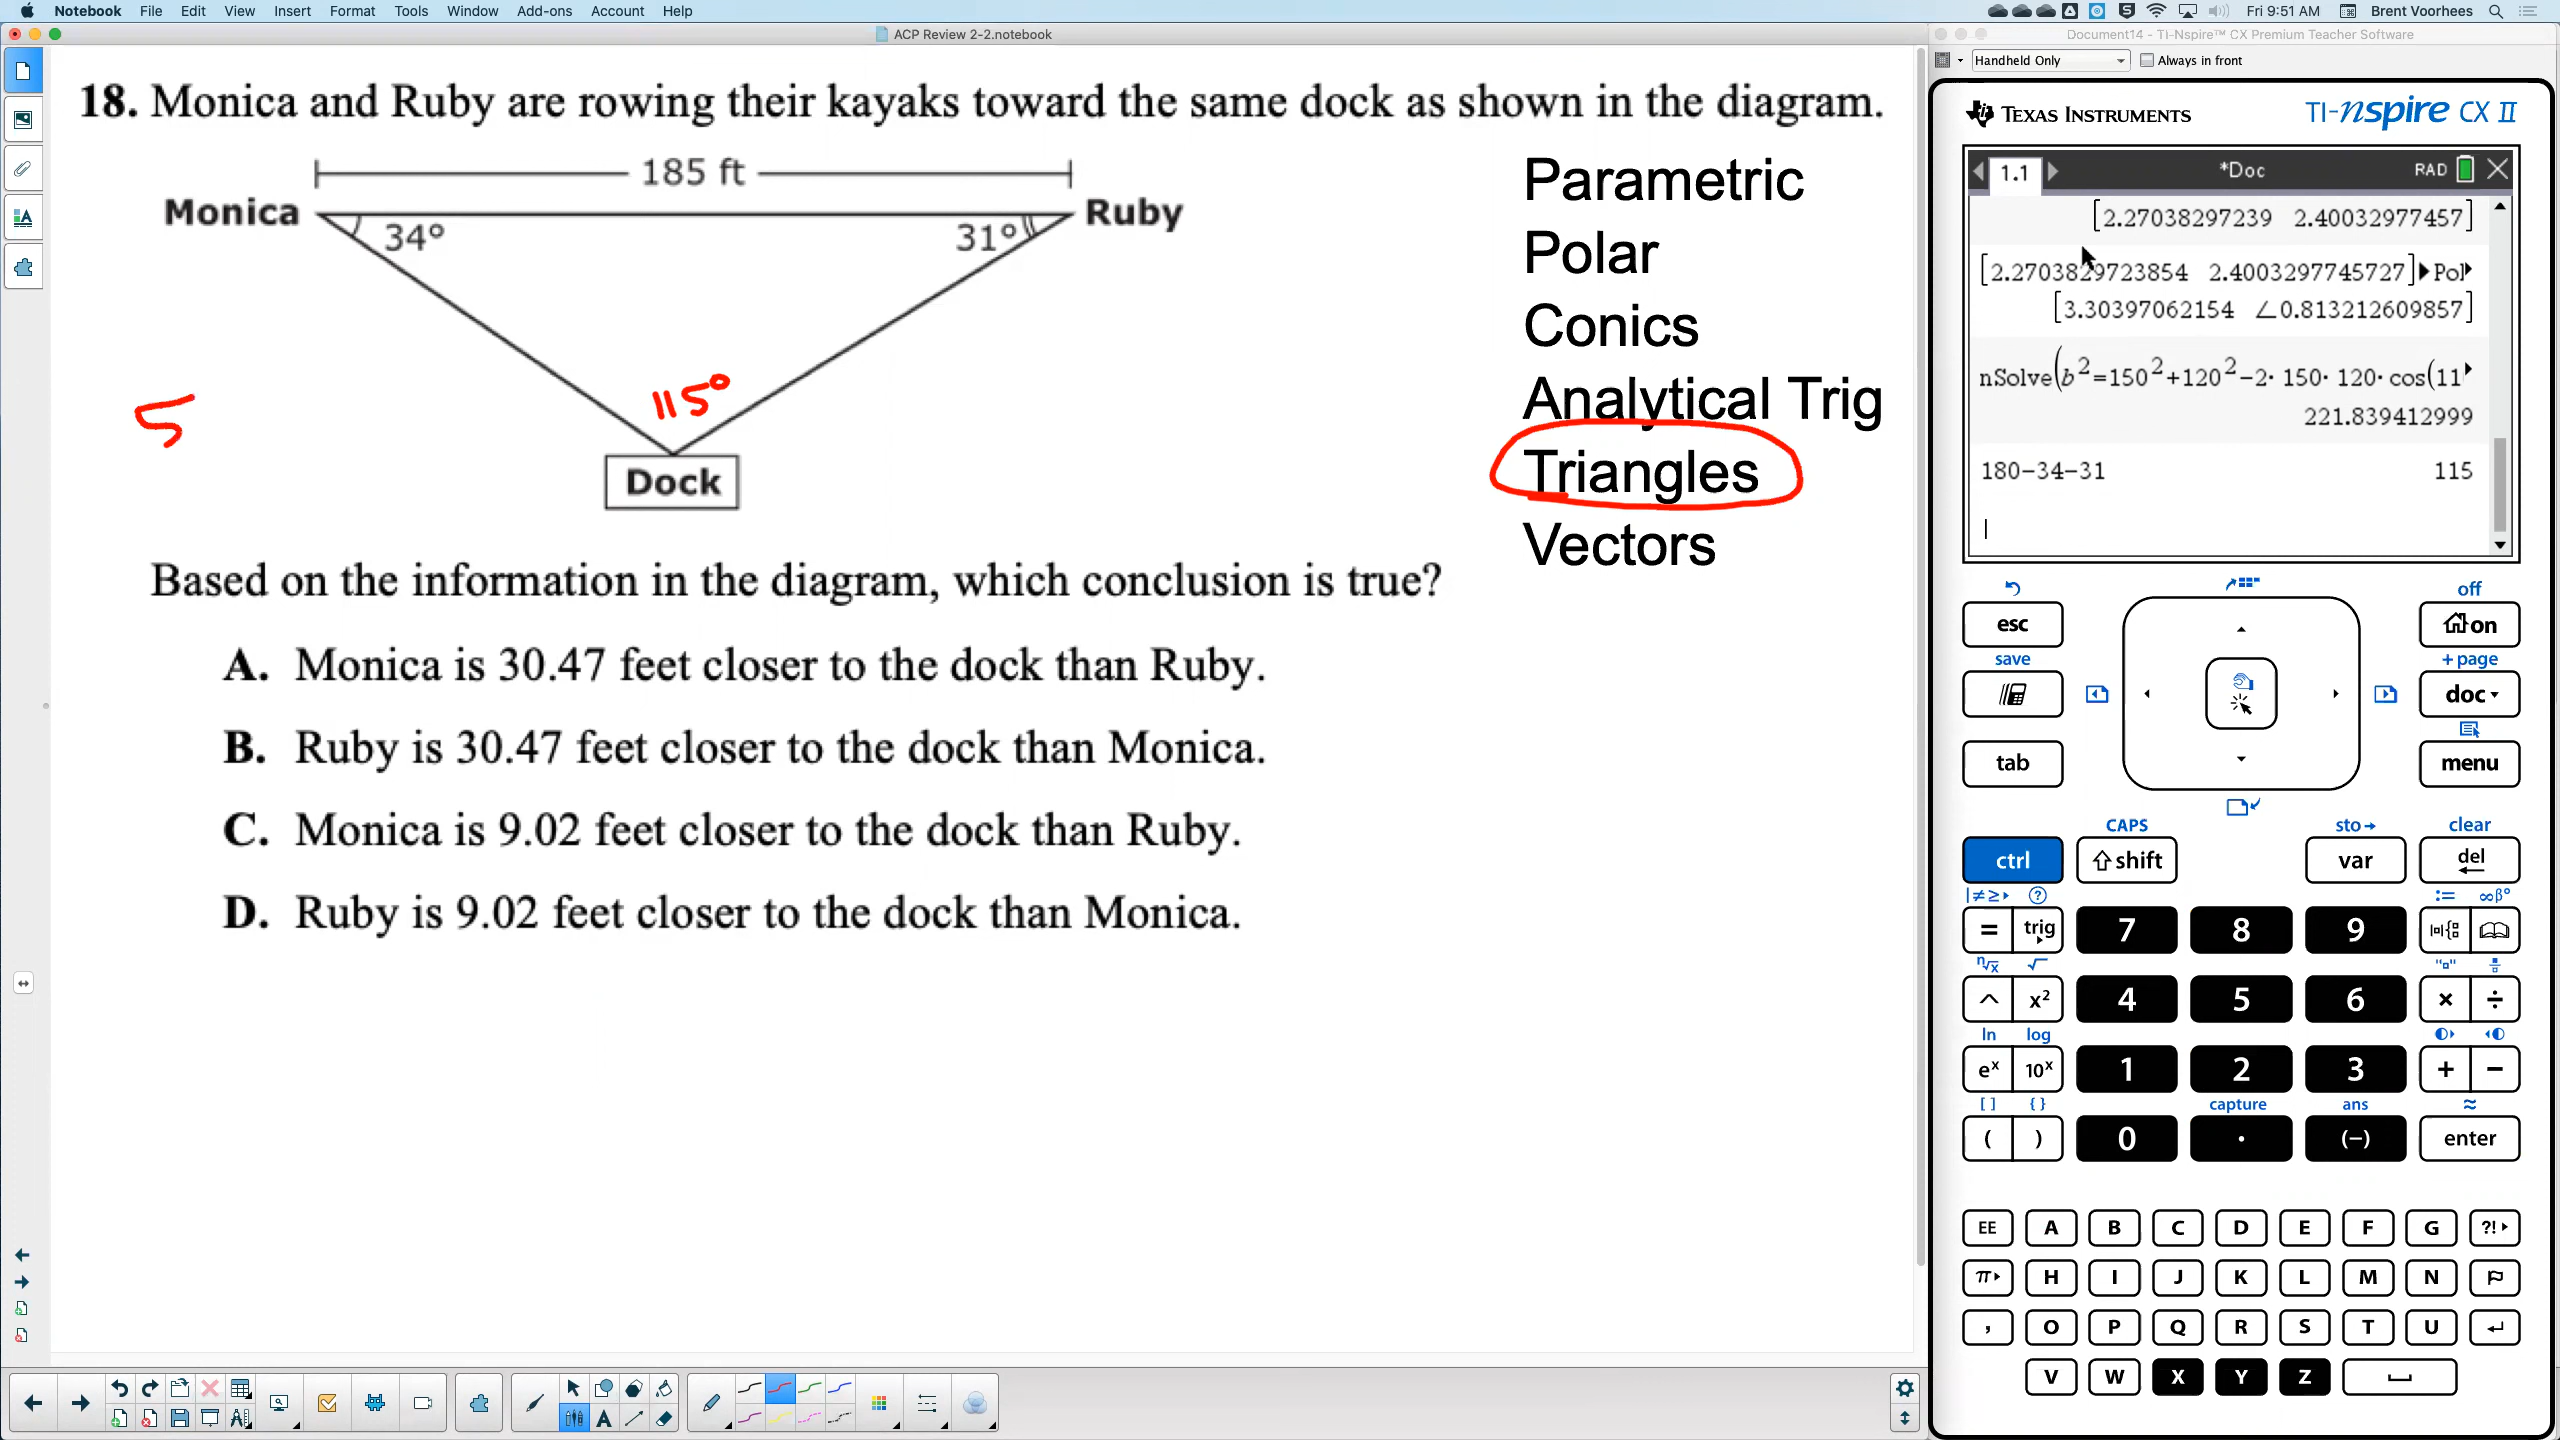 Notebook File Edit View Insert Format Tools Window Add-ons Account Help
Fri 9:51 AM Brent Voorhees
ACP Review 2-2.notebook
Document14 - TI-Nspire™ CX Premium Teacher Software
Handheld Only
Always in front
18. Monica and Ruby are rowing their kayaks toward the same dock as shown in the diagram.
185 ft
Monica
Ruby
34°
31°
115°
5
Dock
Parametric
Polar
Conics
Analytical Trig
Triangles
Vectors
Based on the information in the diagram, which conclusion is true?
A. Monica is 30.47 feet closer to the dock than Ruby.
B. Ruby is 30.47 feet closer to the dock than Monica.
C. Monica is 9.02 feet closer to the dock than Ruby.
D. Ruby is 9.02 feet closer to the dock than Monica.
TEXAS INSTRUMENTS
TI-nspire CX II
1.1 *Doc RAD
[2.27038297239 2.40032977457]
[2.2703829723854 2.4003297745727]▶Pol
[3.30397062154 ∠0.813212609857]
nSolve(b²=150²+120²-2· 150· 120· cos(11
221.839412999
180-34-31 115
off
esc
on
save
+ page
doc
tab
menu
CAPS sto→ clear
ctrl shift var del
|≠≥▸ ? := ∞β°
= trig 7 8 9
ⁿ√x √ "▫"
^ x² 4 5 6 × ÷
ln log
eˣ 10ˣ 1 2 3 + −
[ ] { } capture ans ≈
( ) 0 . (−) enter
EE A B C D E F G ?!▸
π▸ H I J K L M N
, O P Q R S T U
V W X Y Z